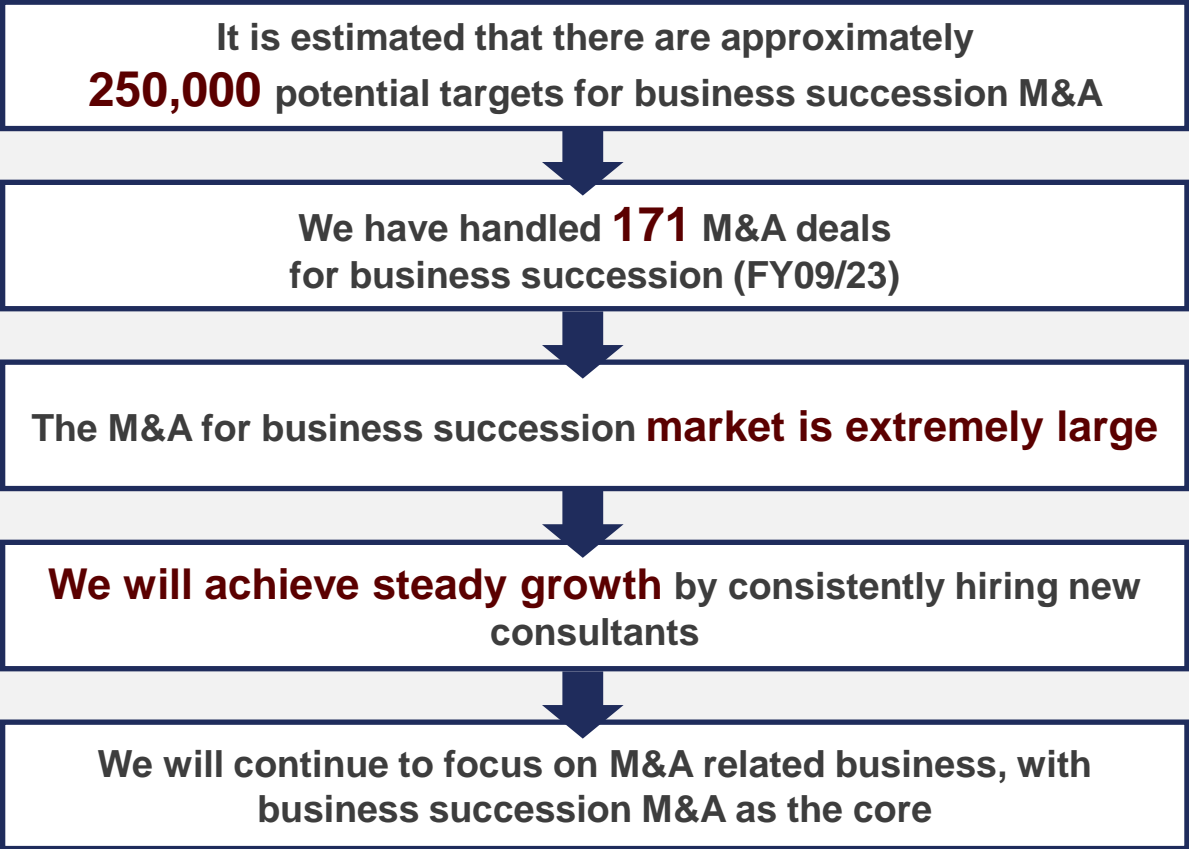 It is estimated that there are approximately
250,000 potential targets for business succession M&A
We have handled 171 M&A deals
for business succession (FY09/23)
The M&A for business succession market is extremely large
We will achieve steady growth by consistently hiring new
consultants
We will continue to focus on M&A related business, with
business succession M&A as the core